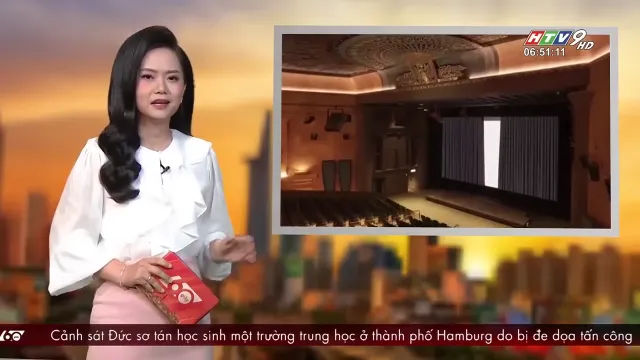 HTV9 HD
06:51:11
60
Cảnh sát Đức sơ tán học sinh một trường trung học ở thành phố Hamburg do bị đe dọa tấn công